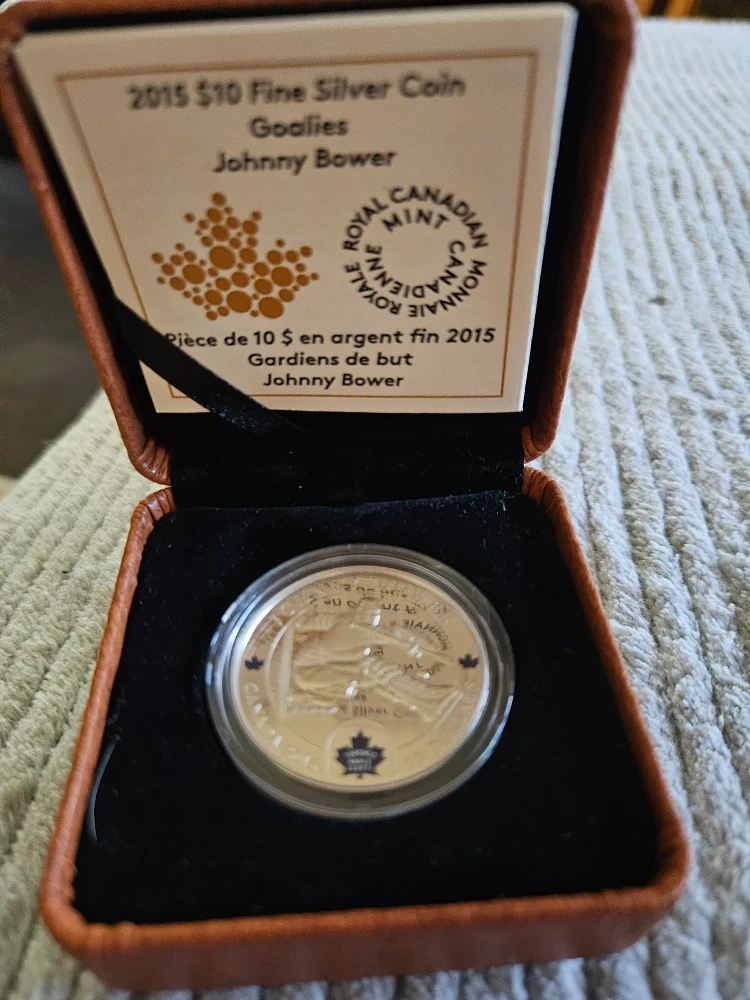 2015 $10 Fine Silver Coin
Goalies
Johnny Bower
ROYAL CANADIAN MINT
MONNAIE ROYALE CANADIENNE
Pièce de 10 $ en argent fin 2015
Gardiens de but
Johnny Bower
CANADA